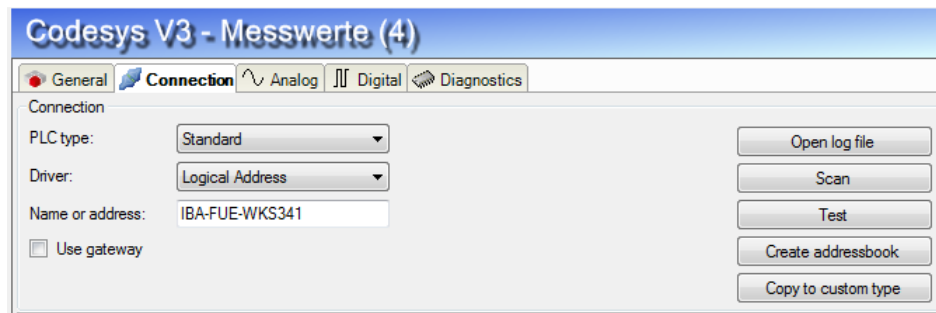 Codesys V3 - Messwerte (4)
General Connection Analog Digital Diagnostics
Connection
PLC type: Standard Open log file
Driver: Logical Address Scan
Name or address: IBA-FUE-WKS341 Test
Use gateway Create addressbook
Copy to custom type